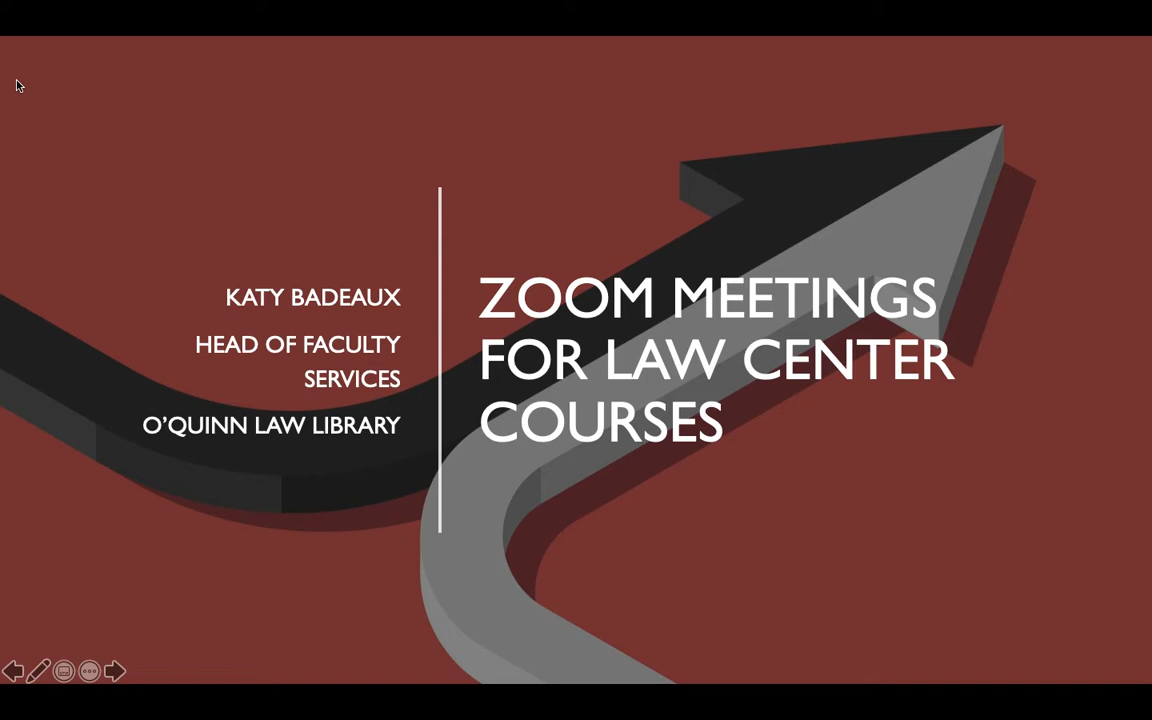 KATY BADEAUX
HEAD OF FACULTY
SERVICES
O’QUINN LAW LIBRARY
ZOOM MEETINGS
FOR LAW CENTER
COURSES